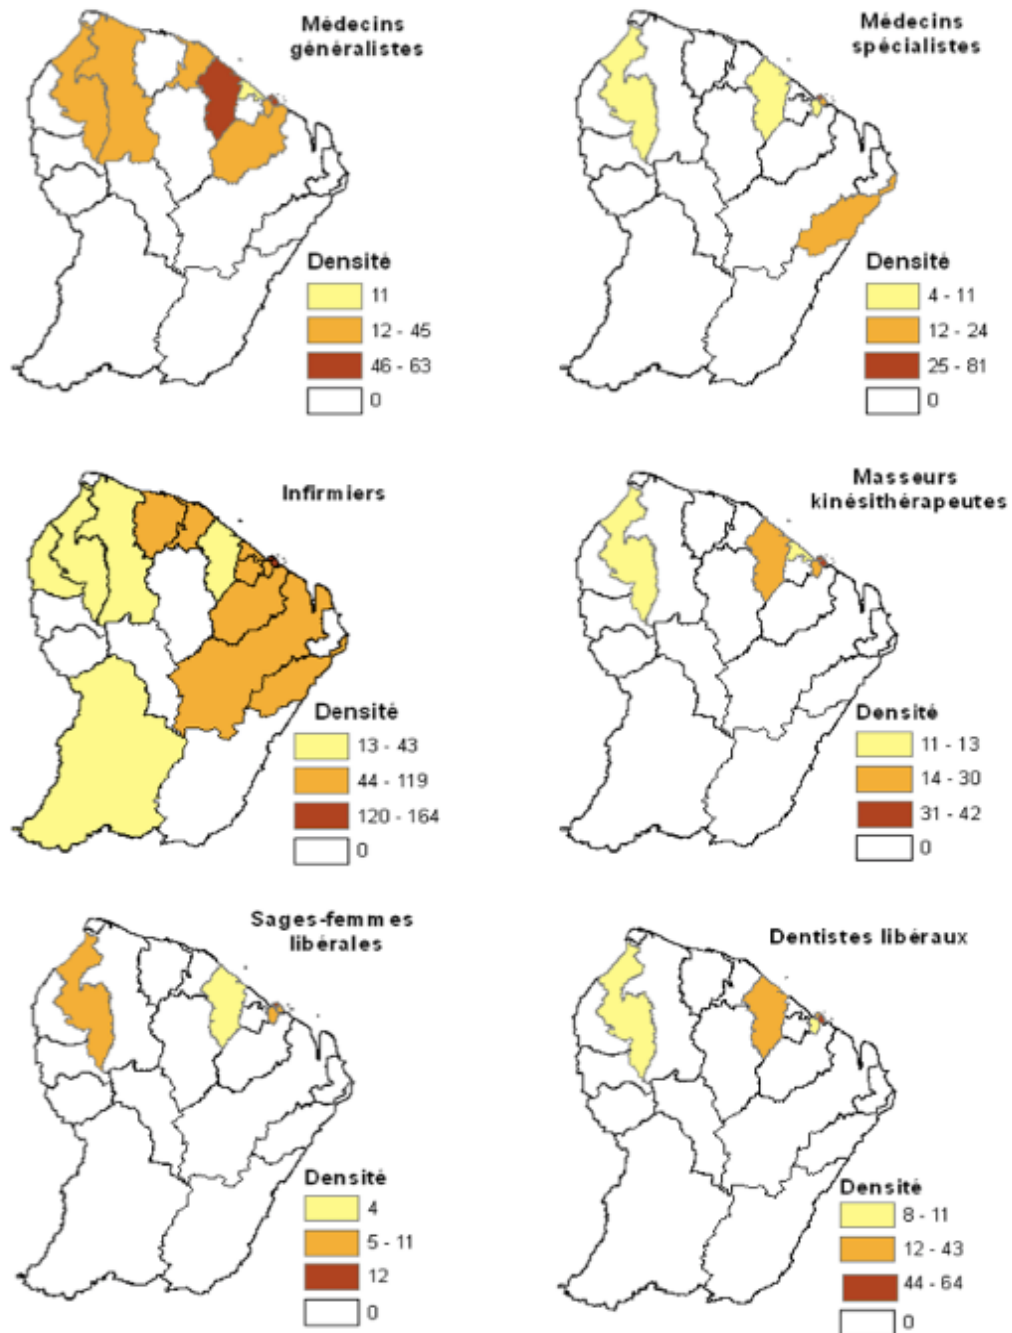 Médecins
généralistes
Densité
11
12 - 45
46 - 63
0
Médecins
spécialistes
Densité
4 - 11
12 - 24
25 - 81
0
Infirmiers
Densité
13 - 43
44 - 119
120 - 164
0
Masseurs
kinésithérapeutes
Densité
11 - 13
14 - 30
31 - 42
0
Sages-femmes
libérales
Densité
4
5 - 11
12
0
Dentistes libéraux
Densité
8 - 11
12 - 43
44 - 64
0